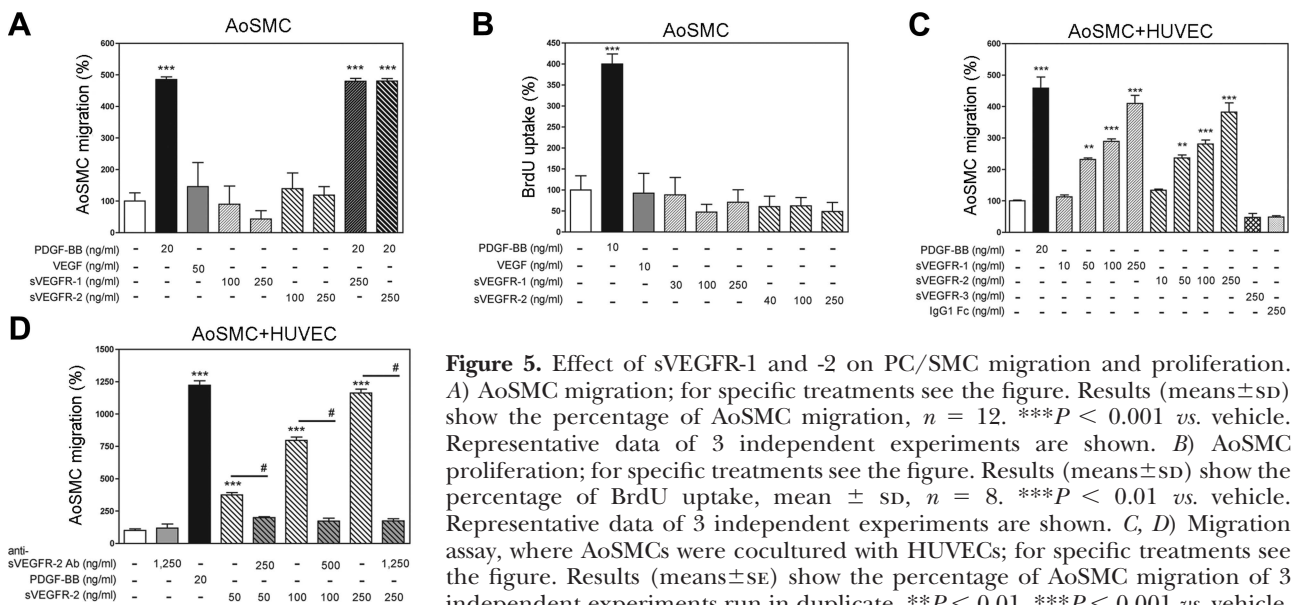 A
AoSMC
AoSMC migration (%)
600
500
400
300
200
100
0
***
***
***
PDGF-BB (ng/ml) - 20 - - - - - 20 20
VEGF (ng/ml) - - 50 - - - - - -
sVEGFR-1 (ng/ml) - - - 100 250 - - 250 -
sVEGFR-2 (ng/ml) - - - - - 100 250 - 250
B
AoSMC
BrdU uptake (%)
450
400
350
300
250
200
150
100
50
0
***
PDGF-BB (ng/ml) - 10 - - - - - - -
VEGF (ng/ml) - - 10 - - - - - -
sVEGFR-1 (ng/ml) - - - 30 100 250 - - -
sVEGFR-2 (ng/ml) - - - - - - 40 100 250
C
AoSMC+HUVEC
AoSMC migration (%)
600
500
400
300
200
100
0
***
**
***
***
**
***
***
PDGF-BB (ng/ml) - 20 - - - - - - - - - -
sVEGFR-1 (ng/ml) - - 10 50 100 250 - - - - - -
sVEGFR-2 (ng/ml) - - - - - - 10 50 100 250 - -
sVEGFR-3 (ng/ml) - - - - - - - - - - 250 -
IgG1 Fc (ng/ml) - - - - - - - - - - - 250
D
AoSMC+HUVEC
AoSMC migration (%)
1500
1250
1000
750
500
250
0
***
***
#
***
#
***
#
anti-
sVEGFR-2 Ab (ng/ml) - 1,250 - - 250 - 500 - 1,250
PDGF-BB (ng/ml) - - 20 - - - - - -
sVEGFR-2 (ng/ml) - - - 50 50 100 100 250 250
Figure 5. Effect of sVEGFR-1 and -2 on PC/SMC migration and proliferation.
A) AoSMC migration; for specific treatments see the figure. Results (means±SD)
show the percentage of AoSMC migration, n = 12. ***P < 0.001 vs. vehicle.
Representative data of 3 independent experiments are shown. B) AoSMC
proliferation; for specific treatments see the figure. Results (means±SD) show the
percentage of BrdU uptake, mean ± SD, n = 8. ***P < 0.01 vs. vehicle.
Representative data of 3 independent experiments are shown. C, D) Migration
assay, where AoSMCs were cocultured with HUVECs; for specific treatments see
the figure. Results (means±SE) show the percentage of AoSMC migration of 3
independent experiments run in duplicate. **P < 0.01, ***P < 0.001 vs. vehicle.